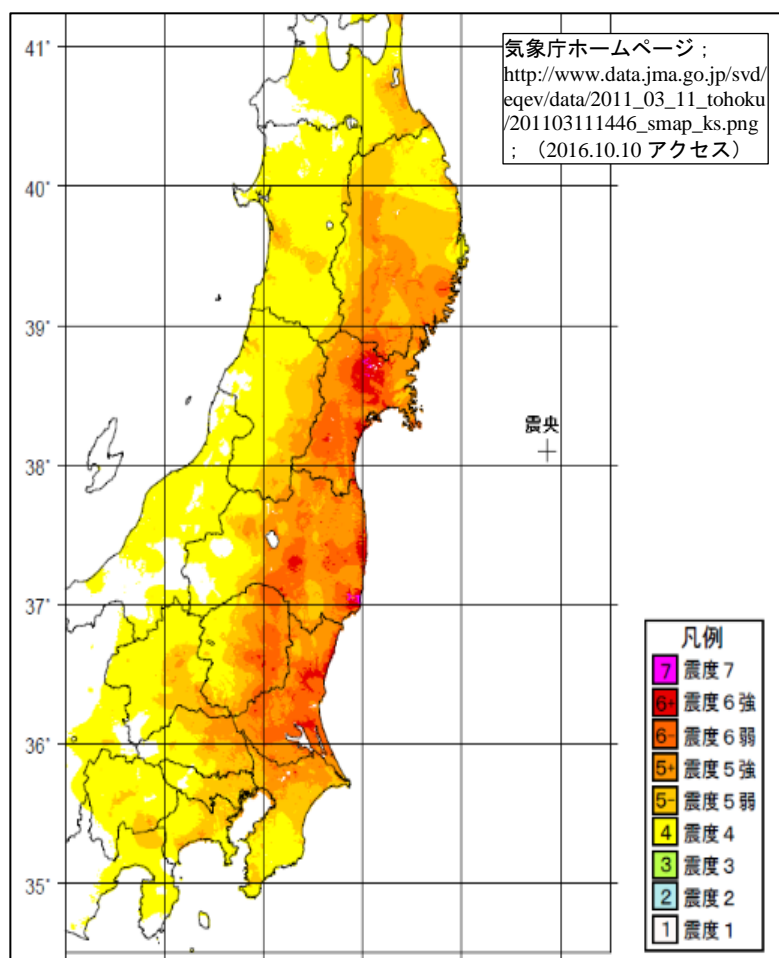 気象庁ホームページ；
http://www.data.jma.go.jp/svd/
eqev/data/2011_03_11_tohoku
/201103111446_smap_ks.png
；（2016.10.10 アクセス）
41°
40°
39°
震央
38°
37°
36°
35°
凡例
7 震度７
6+ 震度６強
6- 震度６弱
5+ 震度５強
5- 震度５弱
4 震度４
3 震度３
2 震度２
1 震度１